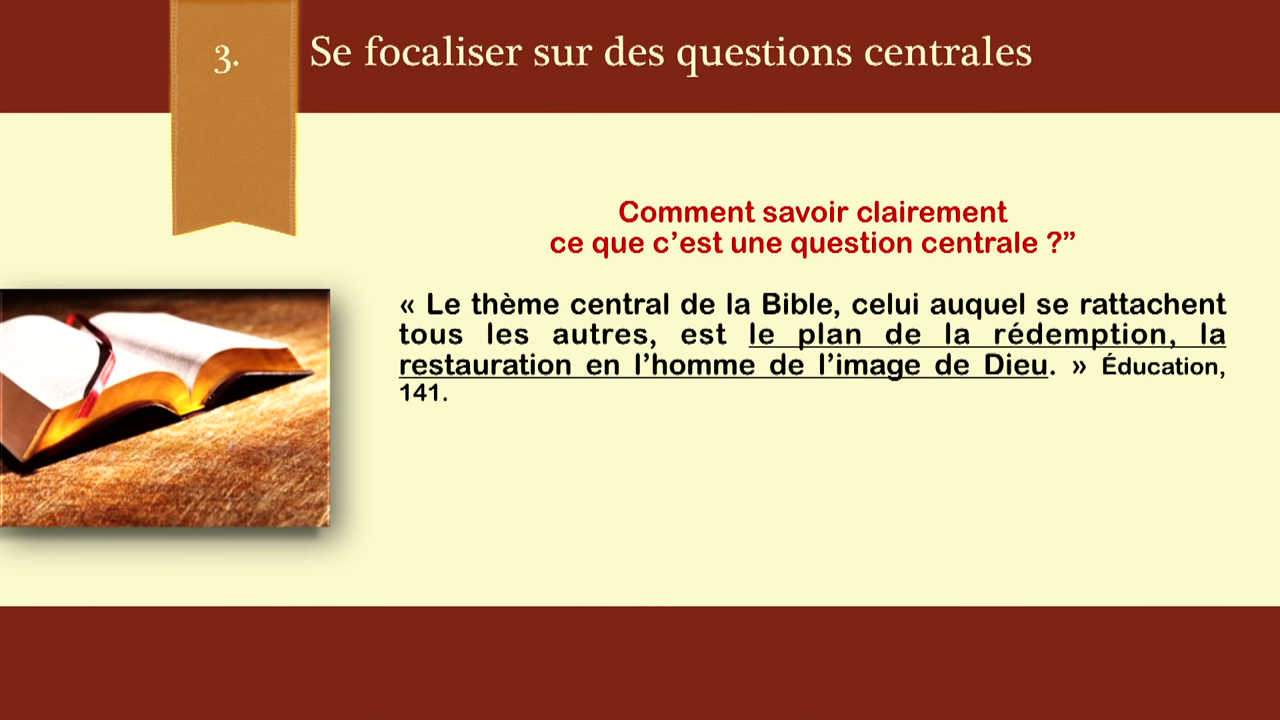 3. Se focaliser sur des questions centrales
Comment savoir clairement
ce que c’est une question centrale ?”
« Le thème central de la Bible, celui auquel se rattachent
tous les autres, est le plan de la rédemption, la
restauration en l’homme de l’image de Dieu. » Éducation,
141.